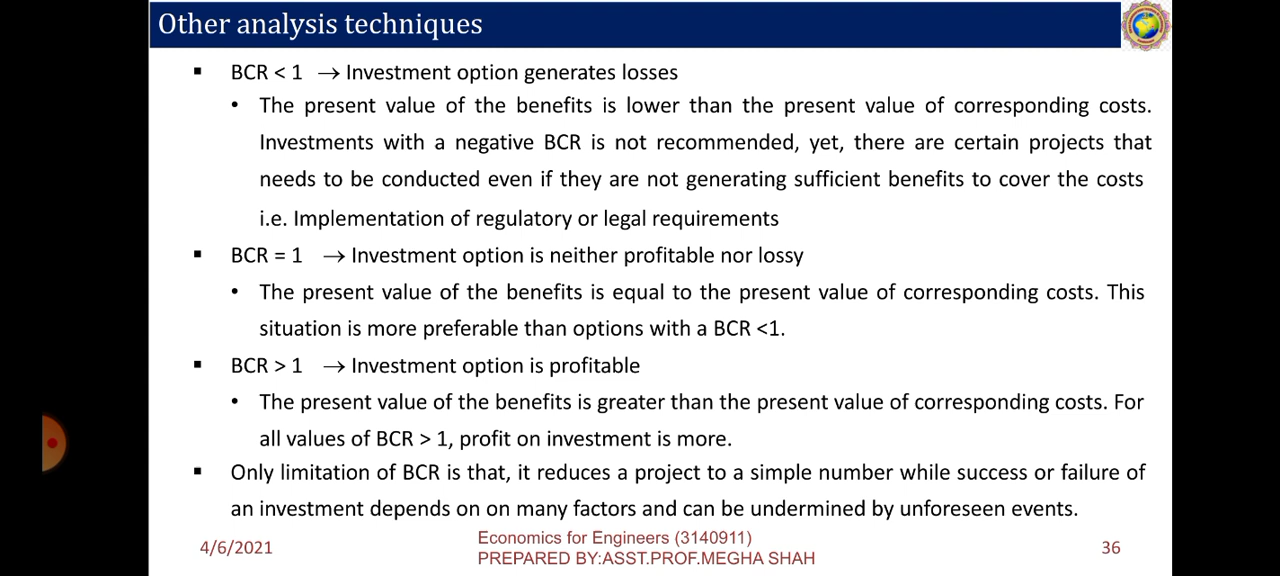 Other analysis techniques
▪ BCR < 1 → Investment option generates losses
• The present value of the benefits is lower than the present value of corresponding costs.
Investments with a negative BCR is not recommended, yet, there are certain projects that
needs to be conducted even if they are not generating sufficient benefits to cover the costs
i.e. Implementation of regulatory or legal requirements
▪ BCR = 1 → Investment option is neither profitable nor lossy
• The present value of the benefits is equal to the present value of corresponding costs. This
situation is more preferable than options with a BCR <1.
▪ BCR > 1 → Investment option is profitable
• The present value of the benefits is greater than the present value of corresponding costs. For
all values of BCR > 1, profit on investment is more.
▪ Only limitation of BCR is that, it reduces a project to a simple number while success or failure of
an investment depends on on many factors and can be undermined by unforeseen events.
4/6/2021
Economics for Engineers (3140911)
PREPARED BY:ASST.PROF.MEGHA SHAH
36